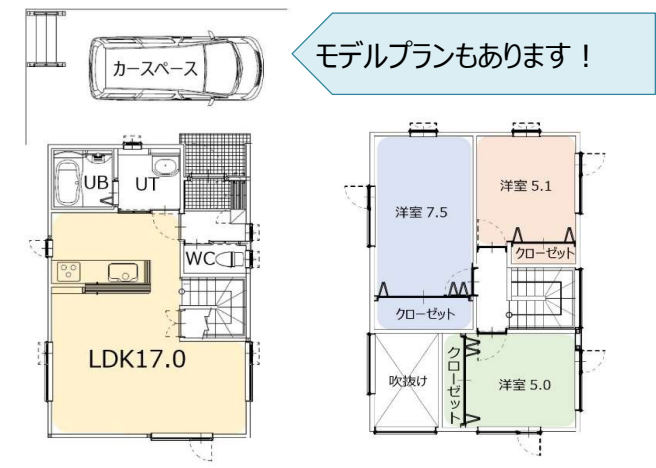 モデルプランもあります！
カースペース
UB
UT
WC
LDK17.0
洋室 7.5
洋室 5.1
クローゼット
クローゼット
吹抜け
クローゼット
洋室 5.0